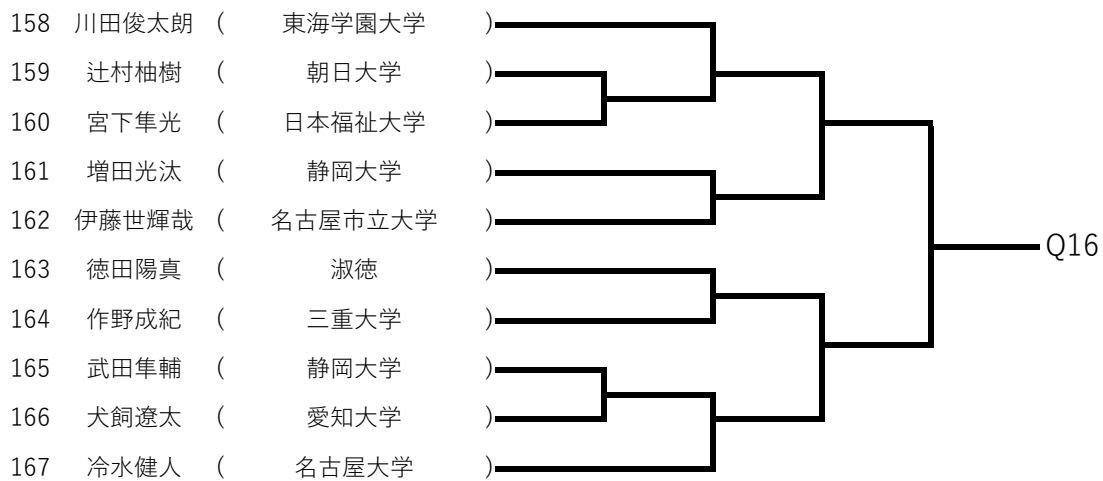 158 川田俊太朗 ( 東海学園大学 )
159 辻村柚樹 ( 朝日大学 )
160 宮下隼光 ( 日本福祉大学 )
161 増田光汰 ( 静岡大学 )
162 伊藤世輝哉 ( 名古屋市立大学 )
Q16
163 徳田陽真 ( 淑徳 )
164 作野成紀 ( 三重大学 )
165 武田隼輔 ( 静岡大学 )
166 犬飼遼太 ( 愛知大学 )
167 冷水健人 ( 名古屋大学 )